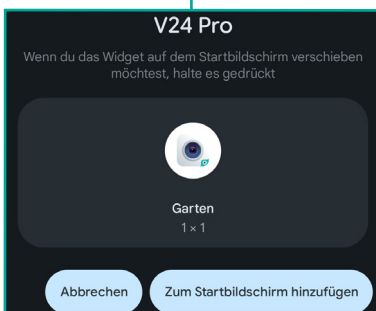 V24 Pro
Wenn du das Widget auf dem Startbildschirm verschieben
möchtest, halte es gedrückt
Garten
1 × 1
Abbrechen
Zum Startbildschirm hinzufügen